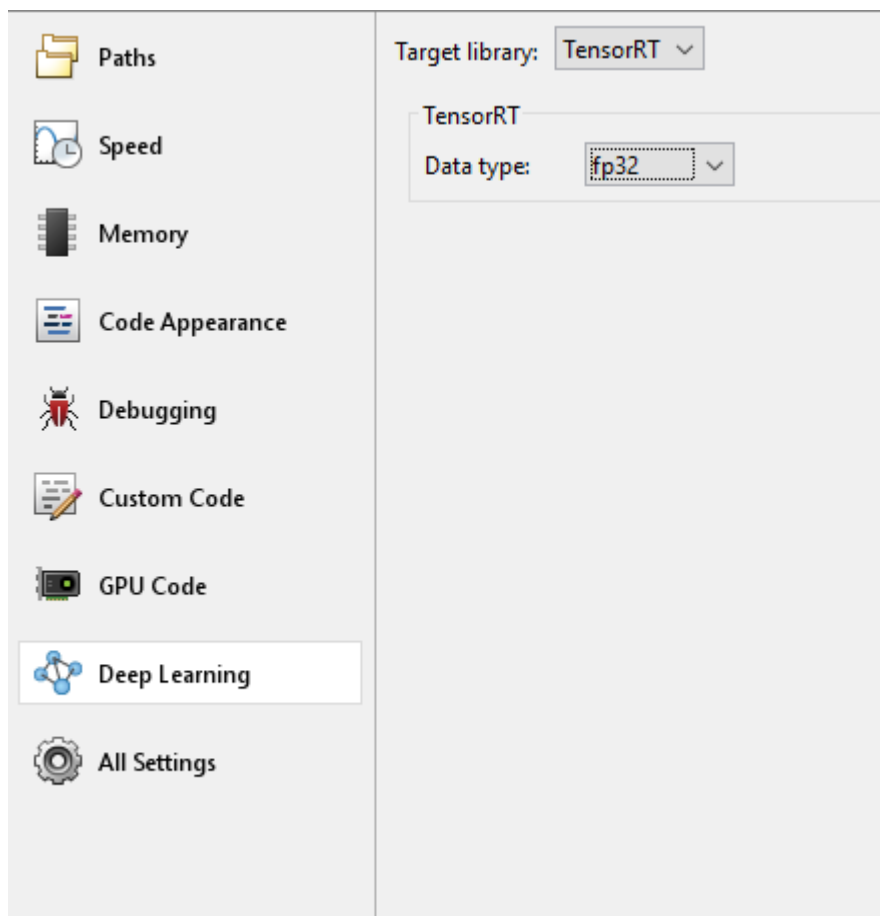 Paths
Speed
Memory
Code Appearance
Debugging
Custom Code
GPU Code
Deep Learning
All Settings
Target library: TensorRT
TensorRT
Data type: fp32